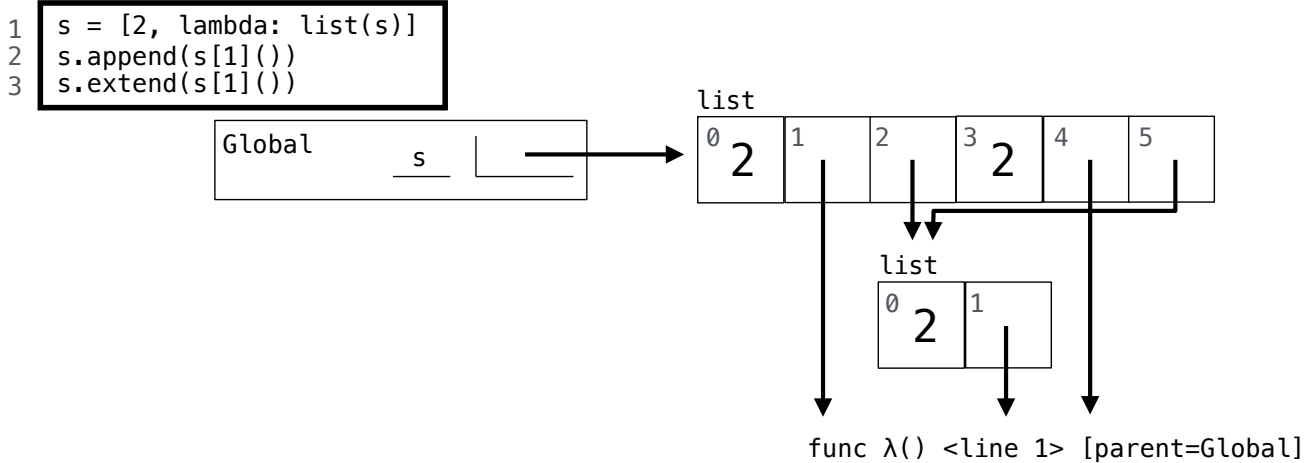 1 s = [2, lambda: list(s)]
2 s.append(s[1]())
3 s.extend(s[1]())
list
Global s
0 2 1 2 3 2 4 5
list
0 2 1
func λ() <line 1> [parent=Global]